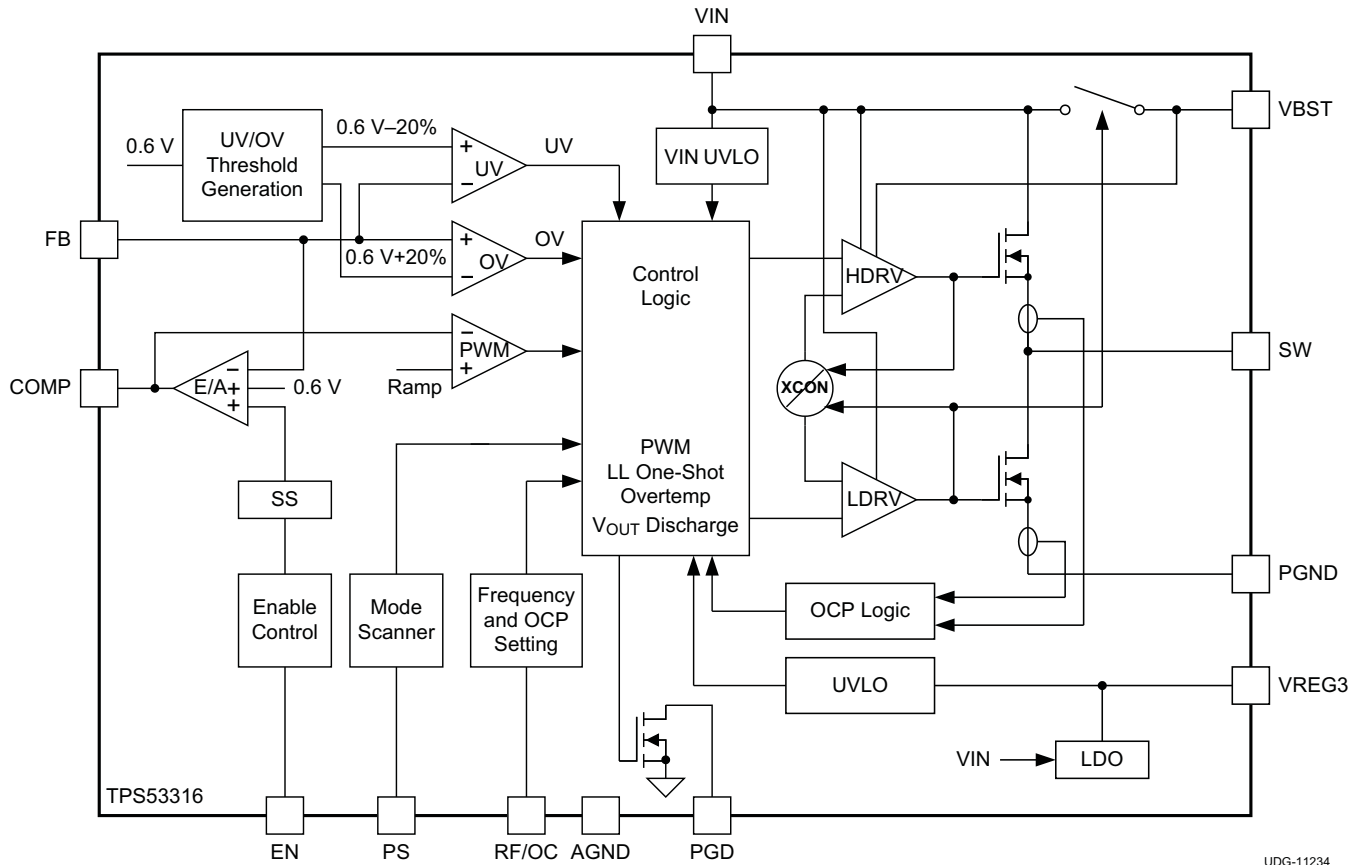 VIN
VBST
0.6 V
UV/OV
Threshold
Generation
0.6 V–20%
+
UV
–
UV
VIN UVLO
FB
0.6 V+20%
+
OV
–
OV
Control
Logic
HDRV
COMP
E/A
–
+
+
0.6 V
–
PWM
+
Ramp
XCON
SW
PWM
LL One-Shot
Overtemp
VOUT Discharge
LDRV
SS
Enable
Control
Mode
Scanner
Frequency
and OCP
Setting
OCP Logic
PGND
UVLO
VREG3
VIN
LDO
TPS53316
EN
PS
RF/OC
AGND
PGD
UDG-11234